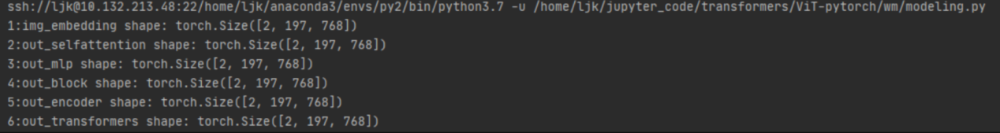 ssh://ljk@10.132.213.48:22/home/ljk/anaconda3/envs/py2/bin/python3.7 -u /home/ljk/jupyter_code/transformers/ViT-pytorch/wm/modeling.py
1:img_embedding shape: torch.Size([2, 197, 768])
2:out_selfattention shape: torch.Size([2, 197, 768])
3:out_mlp shape: torch.Size([2, 197, 768])
4:out_block shape: torch.Size([2, 197, 768])
5:out_encoder shape: torch.Size([2, 197, 768])
6:out_transformers shape: torch.Size([2, 197, 768])